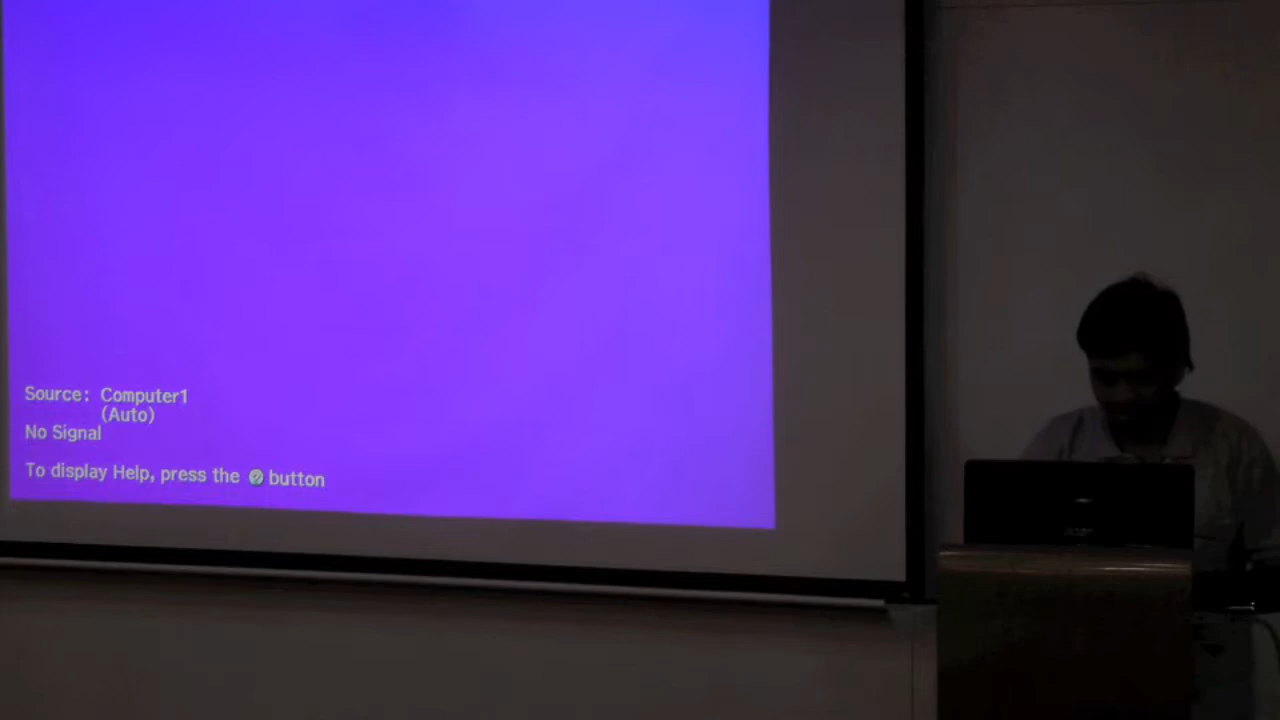 Source: Computer1
(Auto)
No Signal
To display Help, press the button